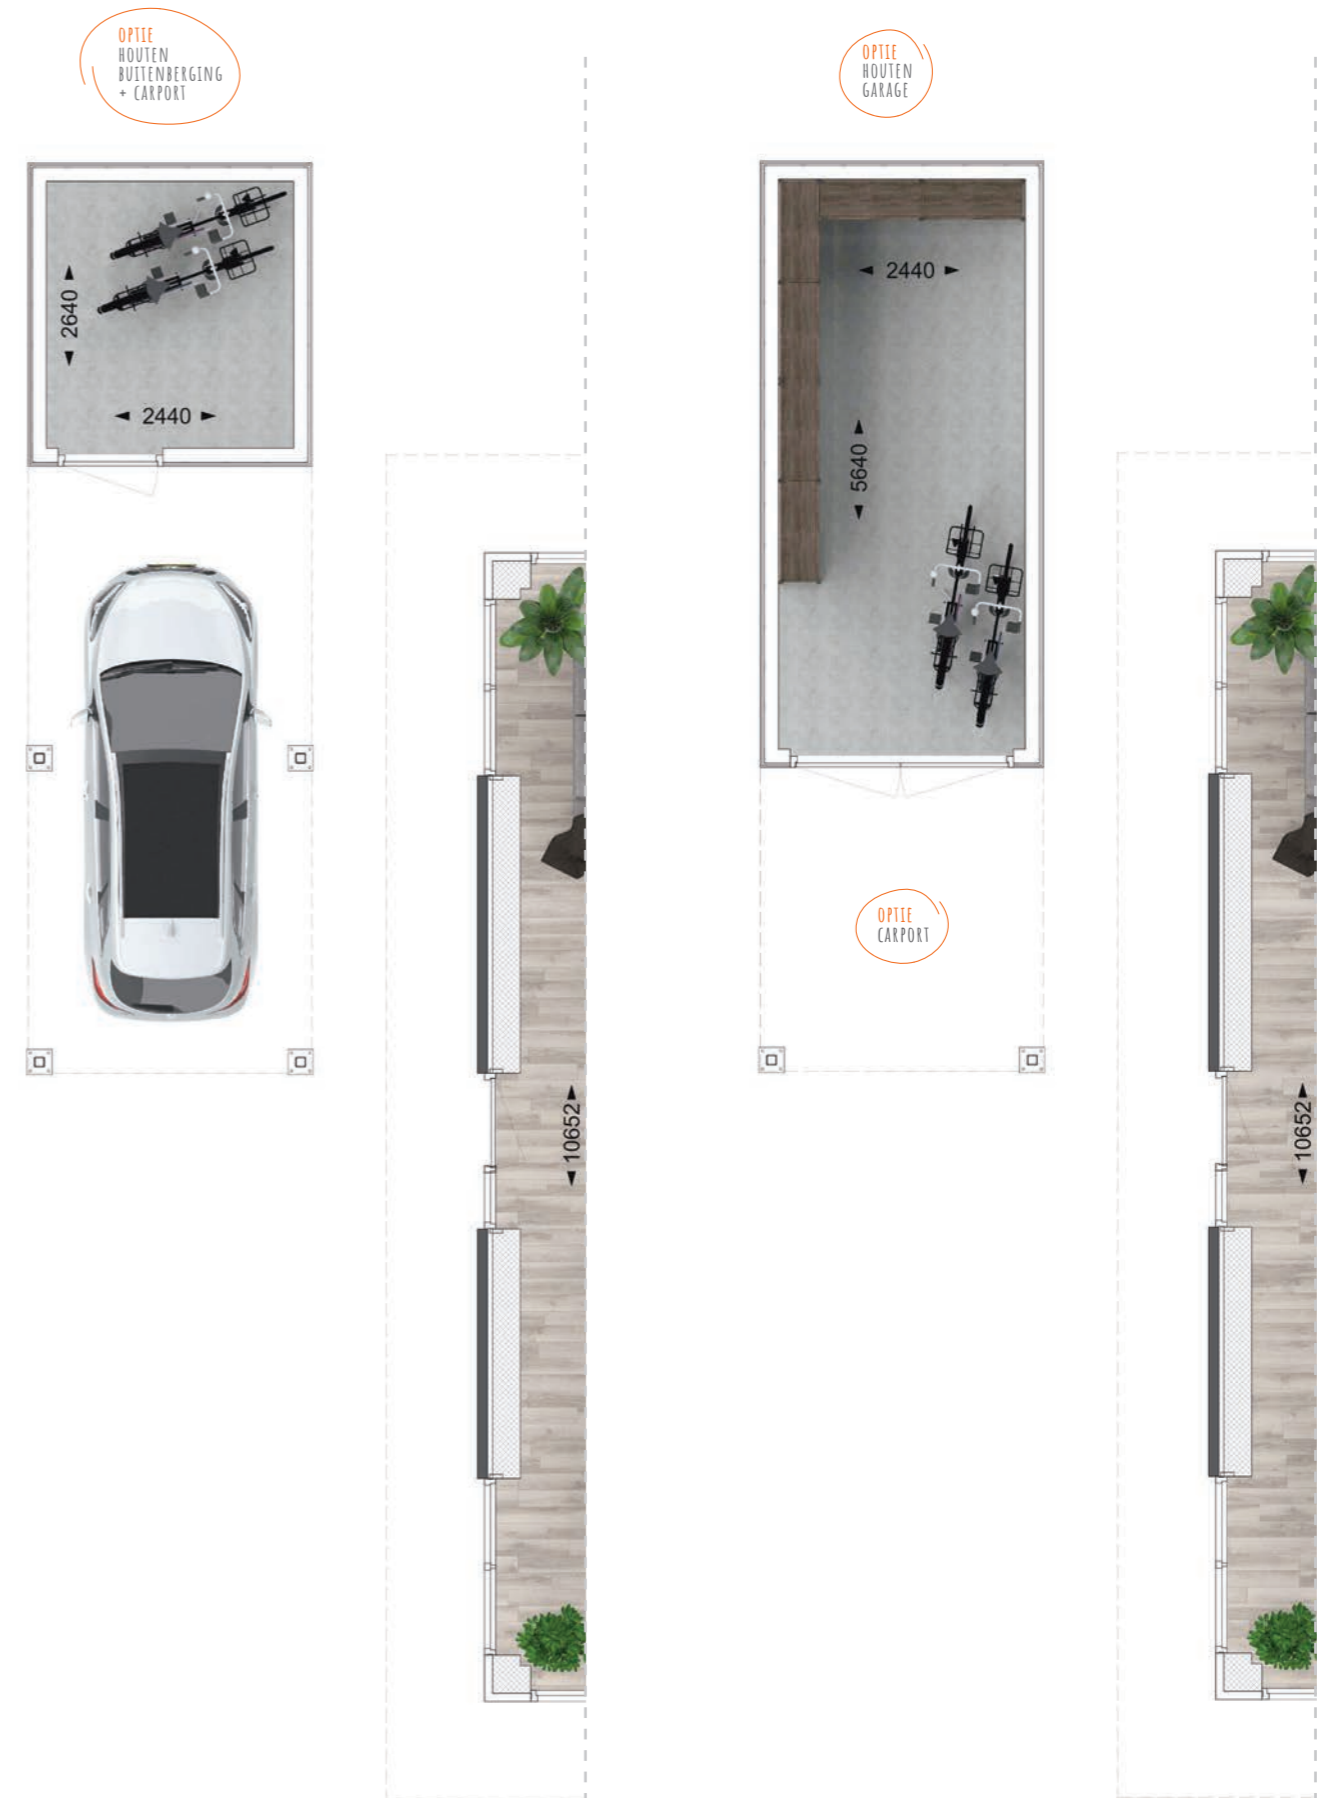 OPTIE
HOUTEN
BUITENBERGING
+ CARPORT
2640
2440
10652
OPTIE
HOUTEN
GARAGE
2440
5640
OPTIE
CARPORT
10652